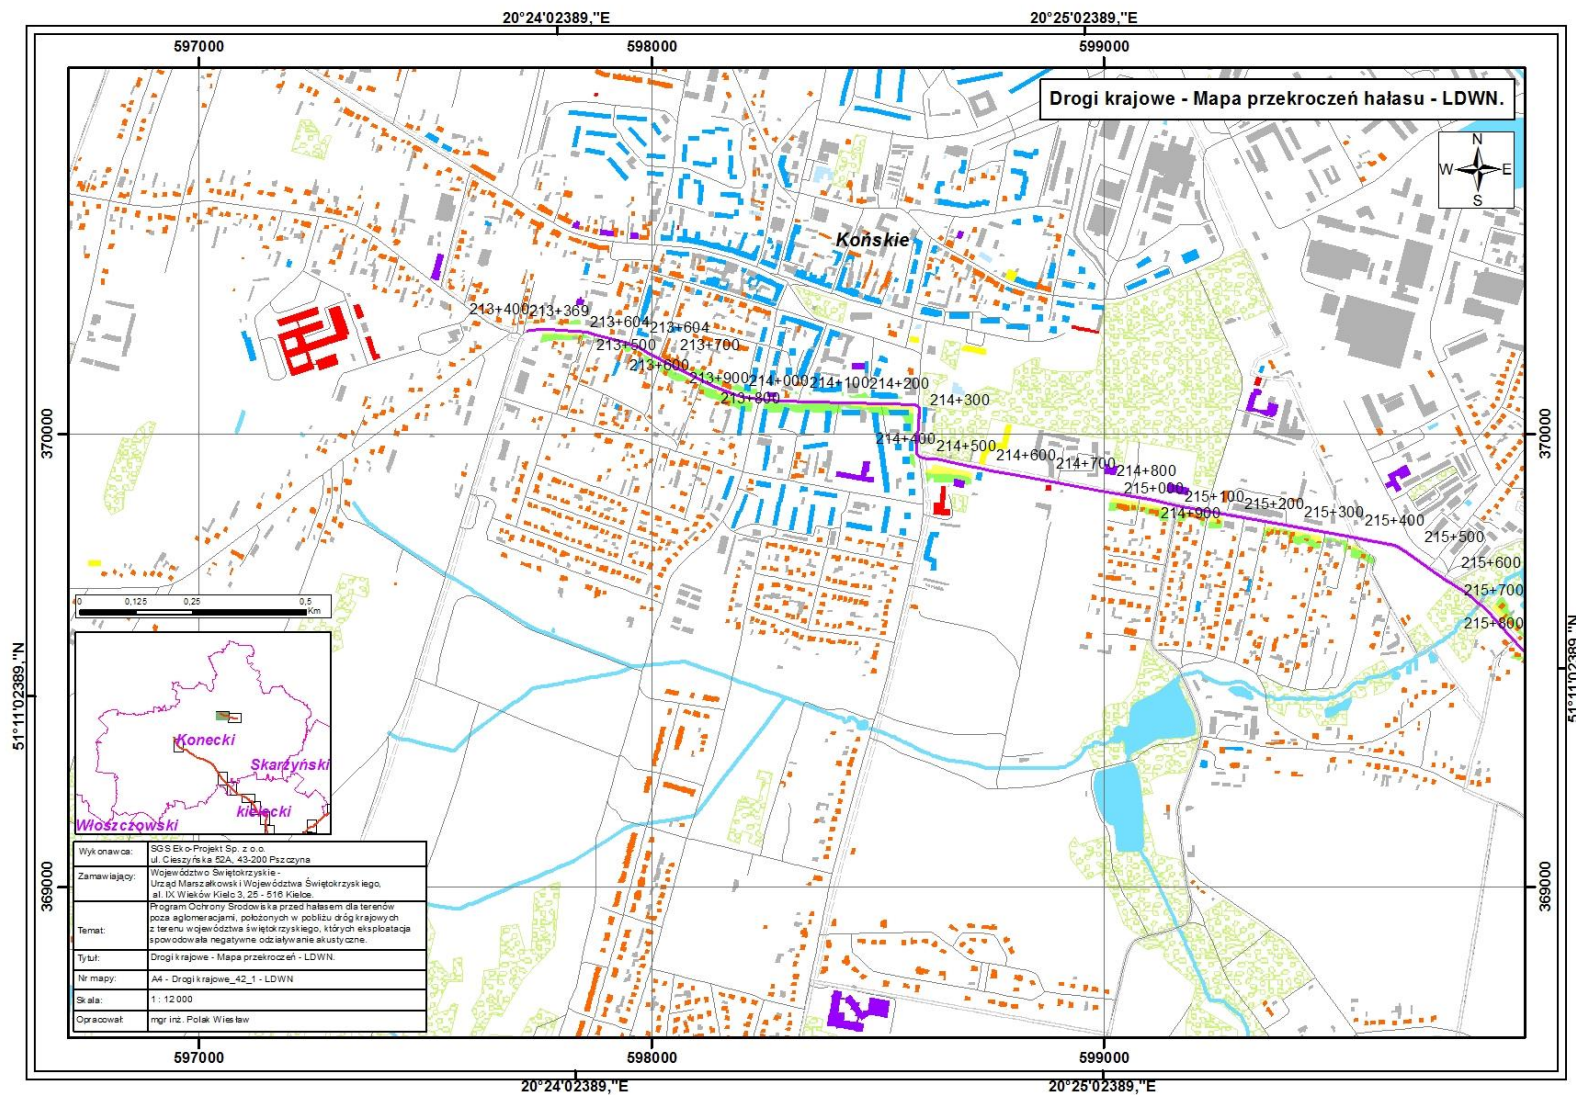 20°24'02389,"E
20°25'02389,"E
597000
598000
599000
Drogi krajowe - Mapa przekroczeń hałasu - LDWN.
N
W
E
S
Końskie
213+400
213+369
213+604
213+604
213+500
213+700
213+600
213+900
214+000
214+100
214+200
213+800
214+300
214+400
214+500
214+600
214+700
214+800
215+000
215+100
214+900
215+200
215+300
215+400
215+500
215+600
215+700
215+800
370000
370000
0
0,125
0,25
0,5
Km
51°11'02389,"N
51°11'02389,"N
Konecki
Skarżyński
kielecki
Włoszczowski
Wykonawca:
SGS Eko-Projekt Sp. z o.o.
ul. Cieszyńska 52A, 43-200 Pszczyna
Zamawiający:
Województwo Świętokrzyskie -
Urząd Marszałkowski Województwa Świętokrzyskiego,
al. IX Wieków Kielc 3, 25 - 516 Kielce.
Temat:
Program Ochrony Środowiska przed hałasem dla terenów
poza aglomeracjami, położonych w pobliżu dróg krajowych
z terenu województwa świętokrzyskiego, których eksploatacja
spowodowała negatywne oddziaływanie akustyczne.
Tytuł:
Drogi krajowe - Mapa przekroczeń - LDWN.
Nr mapy:
A4 - Drogi krajowe_42_1 - LDWN
Skala:
1 : 12 000
Opracował:
mgr inż. Polak Wiesław
369000
369000
597000
598000
599000
20°24'02389,"E
20°25'02389,"E